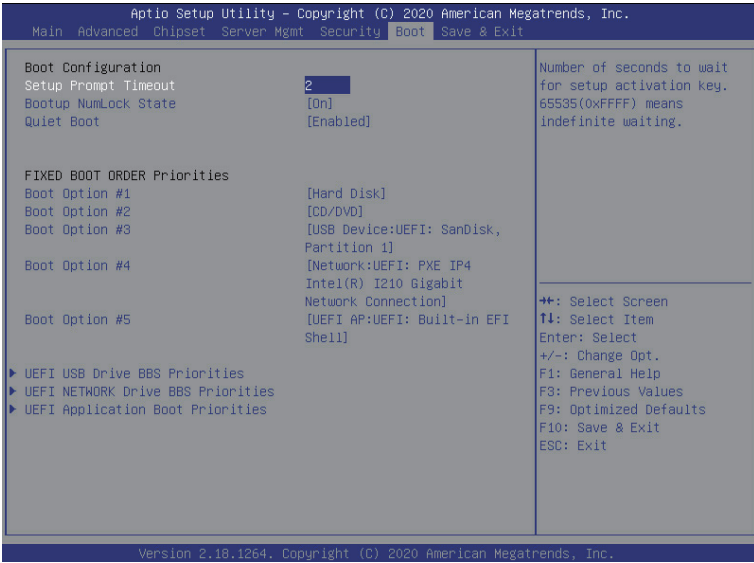 Aptio Setup Utility – Copyright (C) 2020 American Megatrends, Inc.
Main Advanced Chipset Server Mgmt Security Boot Save & Exit
Boot Configuration
Setup Prompt Timeout 2
Bootup NumLock State [On]
Quiet Boot [Enabled]
FIXED BOOT ORDER Priorities
Boot Option #1 [Hard Disk]
Boot Option #2 [CD/DVD]
Boot Option #3 [USB Device:UEFI: SanDisk,
Partition 1]
Boot Option #4 [Network:UEFI: PXE IP4
Intel(R) I210 Gigabit
Network Connection]
Boot Option #5 [UEFI AP:UEFI: Built-in EFI
Shell]
UEFI USB Drive BBS Priorities
UEFI NETWORK Drive BBS Priorities
UEFI Application Boot Priorities
Number of seconds to wait
for setup activation key.
65535(0xFFFF) means
indefinite waiting.
→←: Select Screen
↑↓: Select Item
Enter: Select
+/-: Change Opt.
F1: General Help
F3: Previous Values
F9: Optimized Defaults
F10: Save & Exit
ESC: Exit
Version 2.18.1264. Copyright (C) 2020 American Megatrends, Inc.